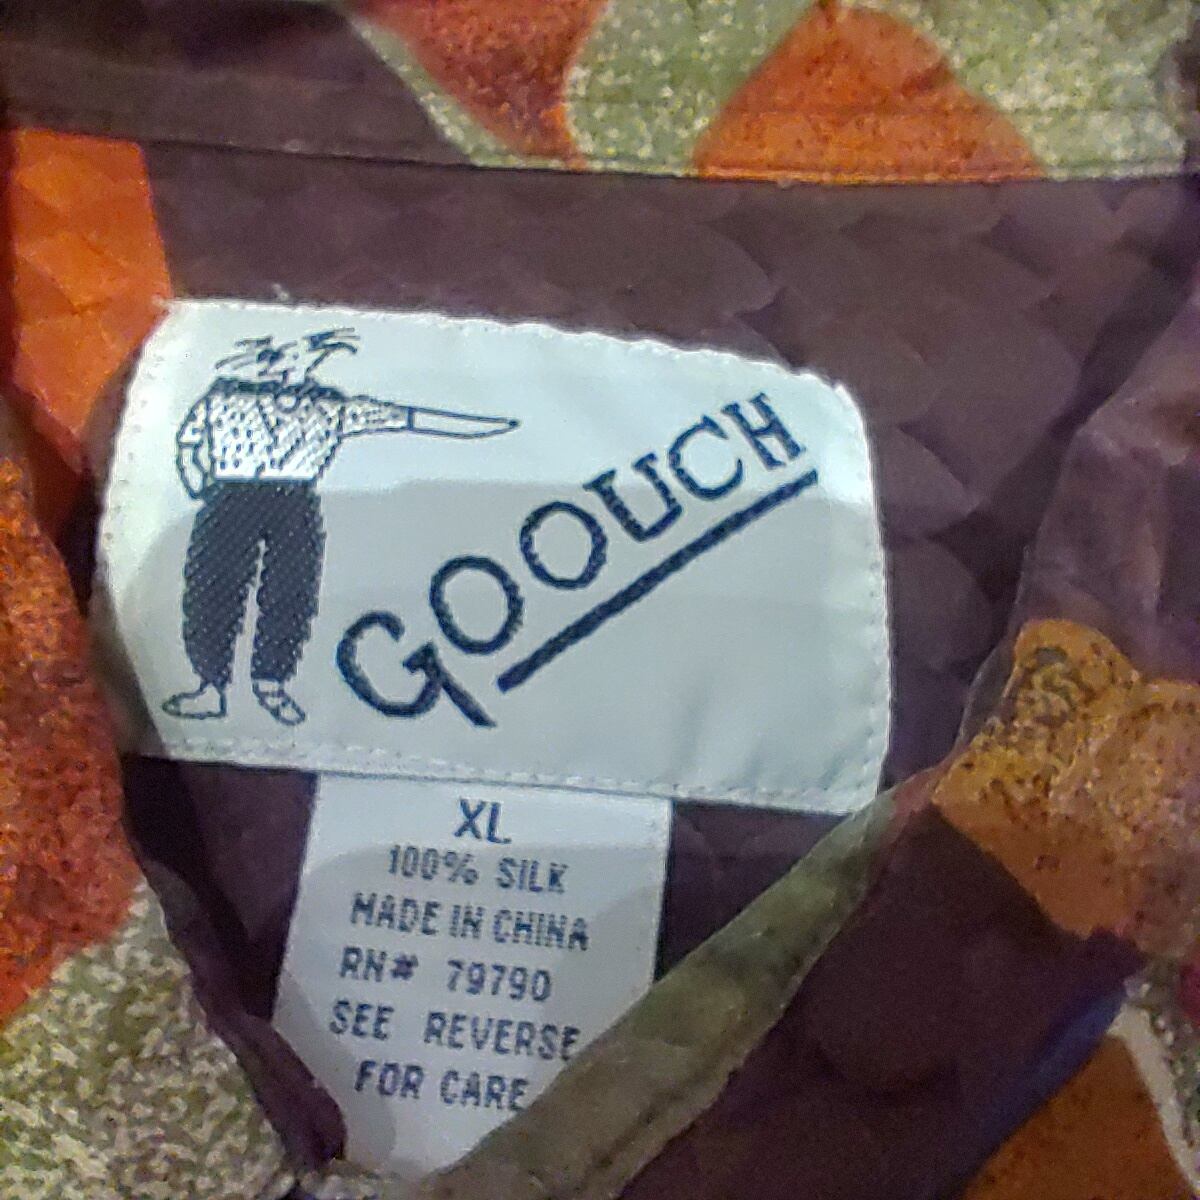 GOOUCH
XL
100% SILK
MADE IN CHINA
RN# 79790
SEE REVERSE
FOR CARE